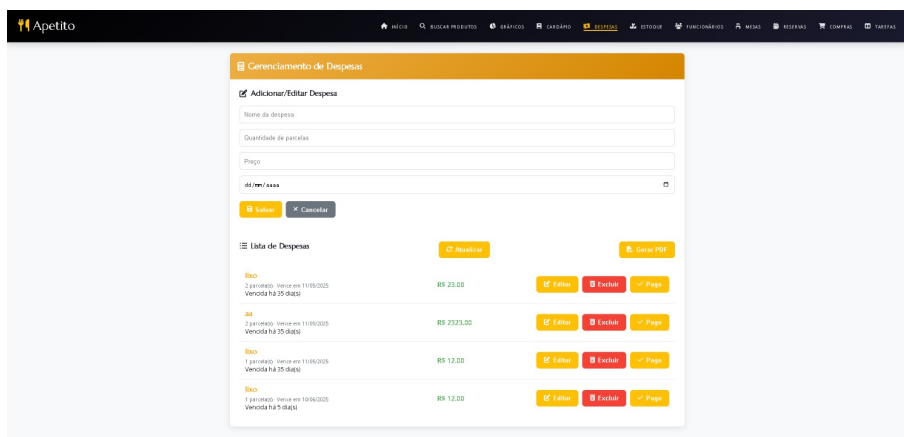 Apetito
INÍCIO BUSCAR PRODUTOS GRÁFICOS CARDÁPIO DESPESAS ESTOQUE FUNCIONÁRIOS MESAS RESERVAS COMPRAS TAREFAS
Gerenciamento de Despesas
Adicionar/Editar Despesa
Nome da despesa
Quantidade de parcelas
Preço
dd/mm/aaaa
Salvar Cancelar
Lista de Despesas Atualizar Gerar PDF
lixo
2 parcela(s) · Vence em 11/05/2025
Vencida há 35 dia(s)
R$ 23,00 Editar Excluir Pago
aa
2 parcela(s) · Vence em 11/05/2025
Vencida há 35 dia(s)
R$ 2323,00 Editar Excluir Pago
lixo
1 parcela(s) · Vence em 11/05/2025
Vencida há 35 dia(s)
R$ 12,00 Editar Excluir Pago
lixo
1 parcela(s) · Vence em 10/06/2025
Vencida há 5 dia(s)
R$ 12,00 Editar Excluir Pago